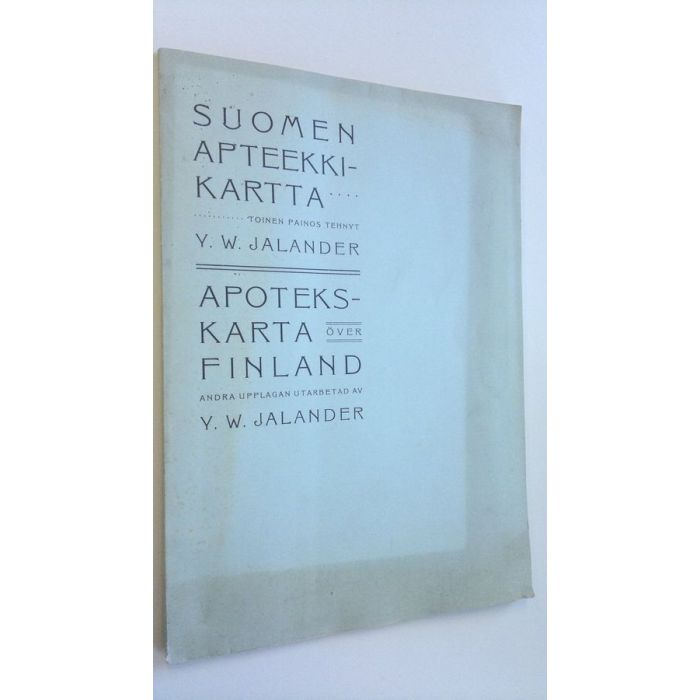 SUOMEN
APTEEKKI-
KARTTA ....
........... TOINEN PAINOS TEHNYT
Y. W. JALANDER
APOTEKS-
KARTA ÖVER
FINLAND
ANDRA UPPLAGAN UTARBETAD AV
Y. W. JALANDER